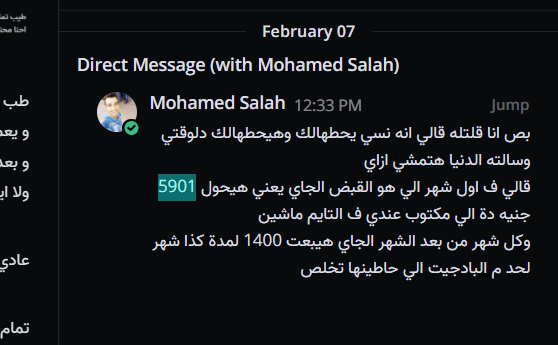 طيب
احنا
February 07
Direct Message (with Mohamed Salah)
Mohamed Salah 12:33 PM Jump
بص انا قلتله قالي انه نسي يحطهالك وهيحطهالك دلوقتي
وسالته الدنيا هتمشي ازاي
قالي ف اول شهر الي هو القبض الجاي يعني هيحول 5901
جنيه دة الي مكتوب عندي ف التايم ماشين
وكل شهر من بعد الشهر الجاي هيبعت 1400 لمدة كذا شهر
لحد م البادجيت الي حاطينها تخلص
طب
و بعد
ولا
عادي
تمام